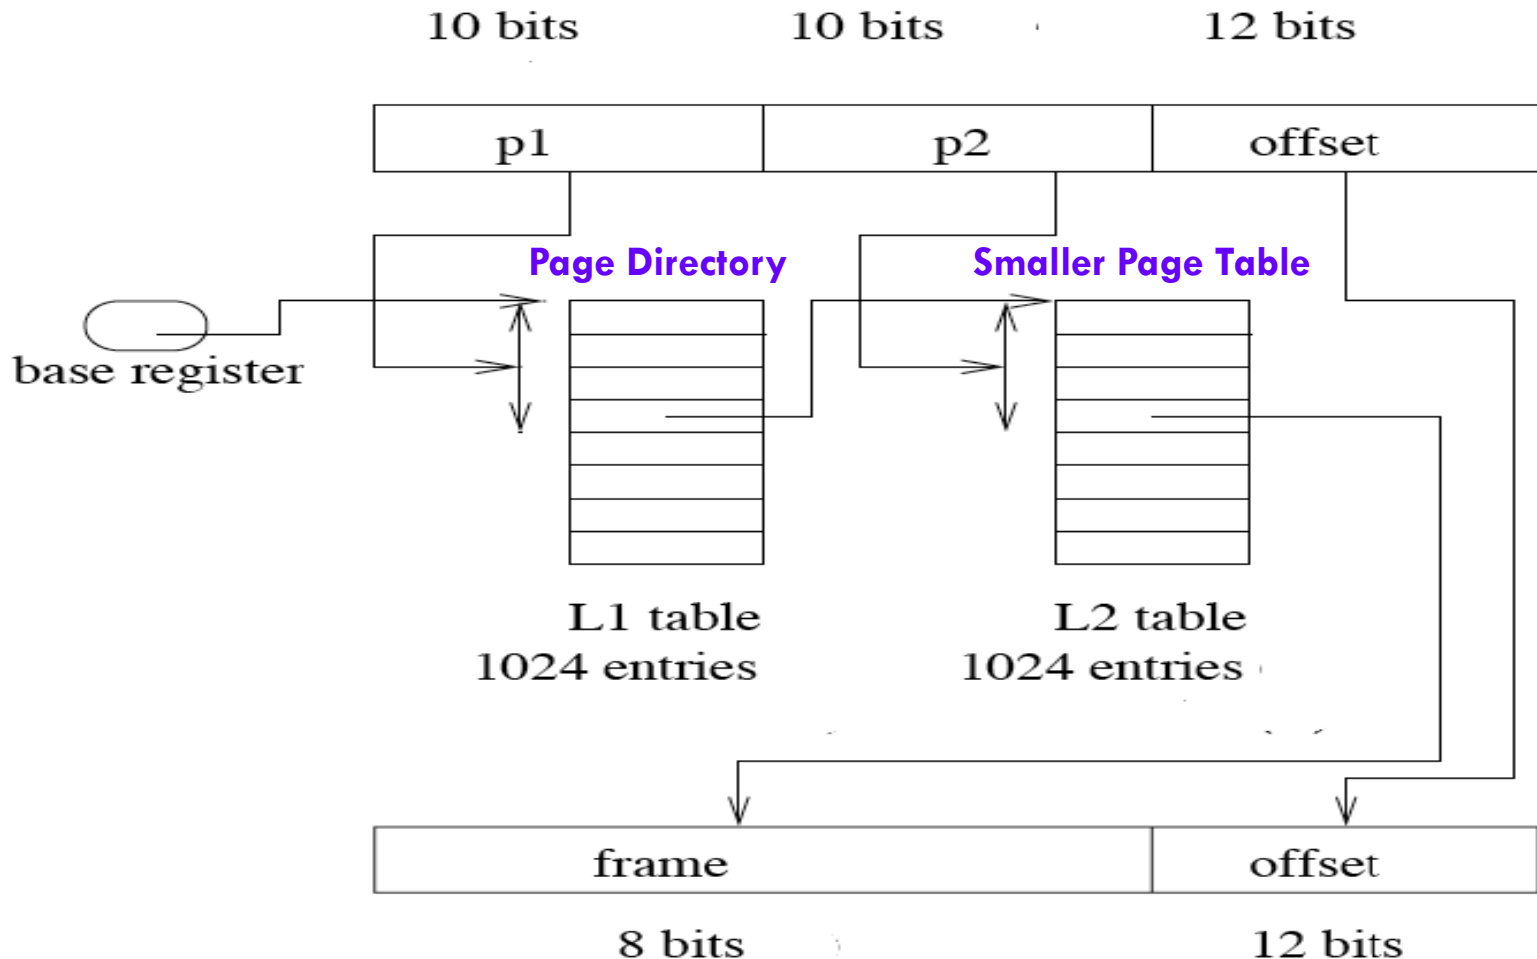 10 bits 10 bits 12 bits
p1 p2 offset
Page Directory Smaller Page Table
base register
L1 table L2 table
1024 entries 1024 entries
frame offset
8 bits 12 bits